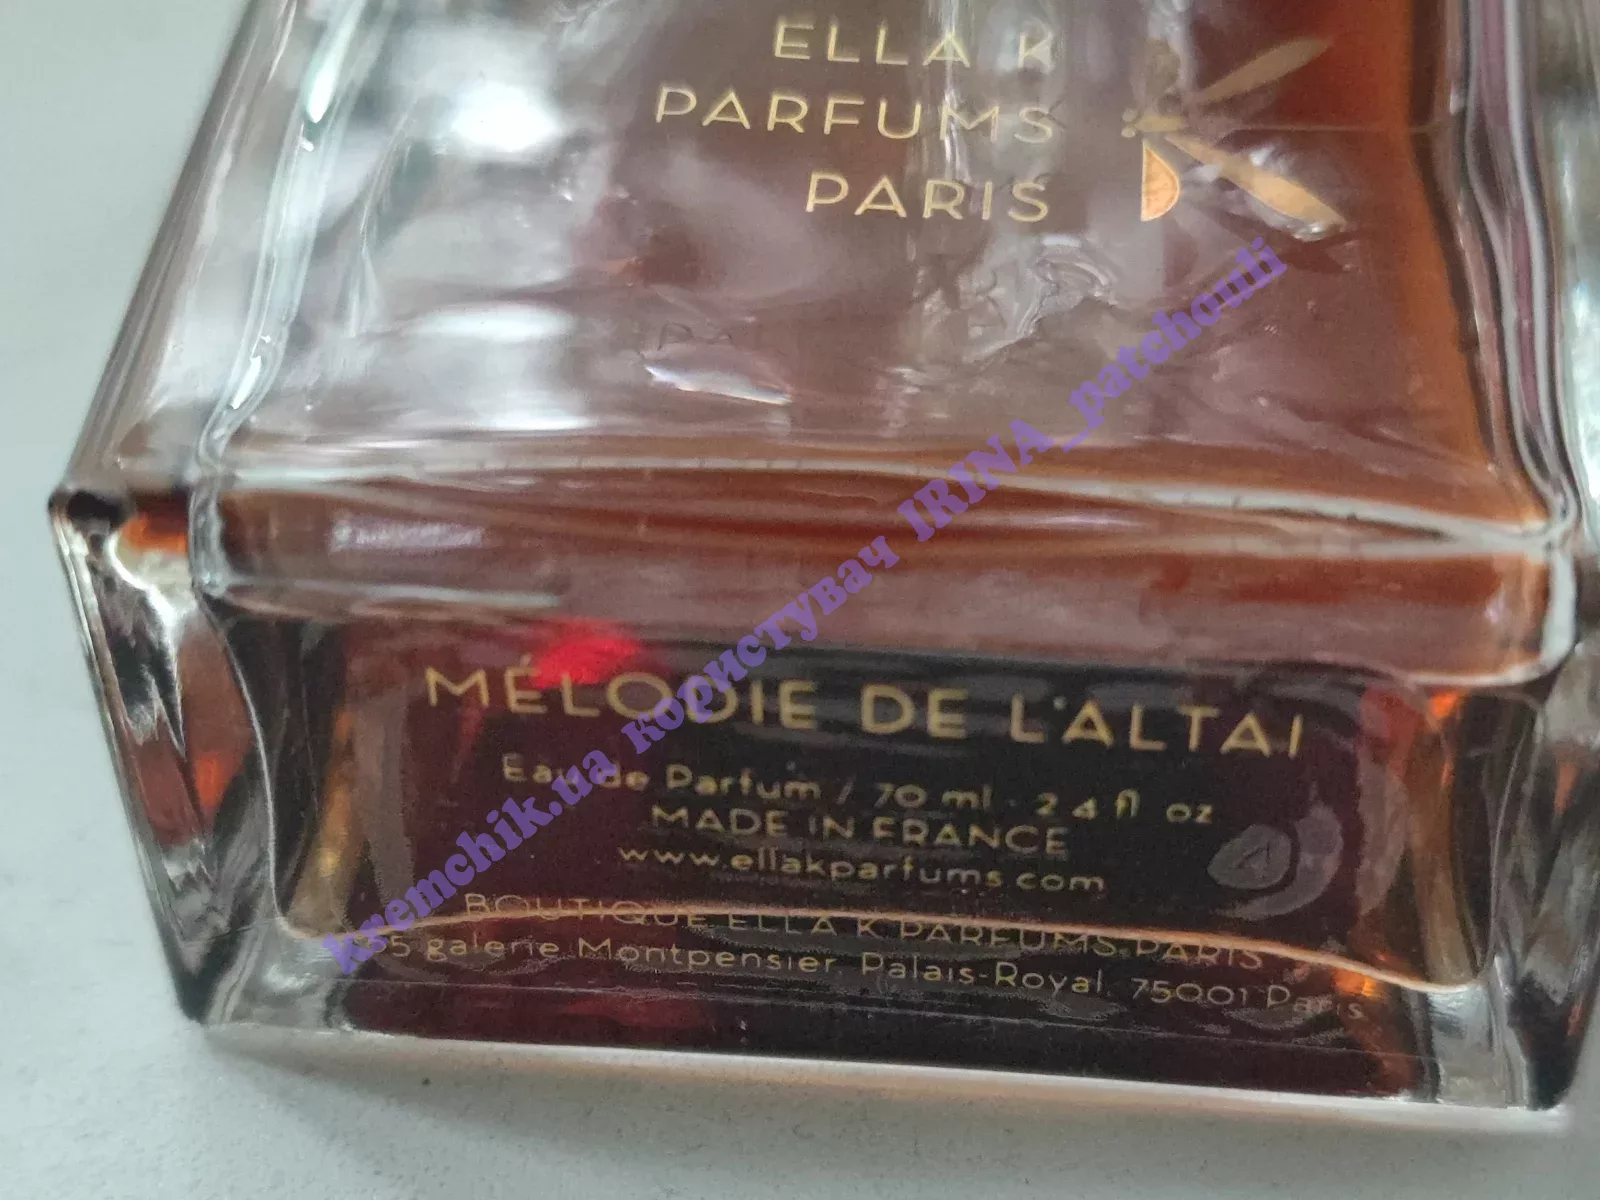 ELLA K
PARFUMS
PARIS
MÉLODIE DE L'ALTAI
Eau de Parfum / 70 ml · 2 4 fl oz
MADE IN FRANCE
www.ellakparfums.com
BOUTIQUE ELLA K PARFUMS PARIS
galerie Montpensier, Palais-Royal, 75001 Paris
kremchik.ua користувач IRINA_patchouli